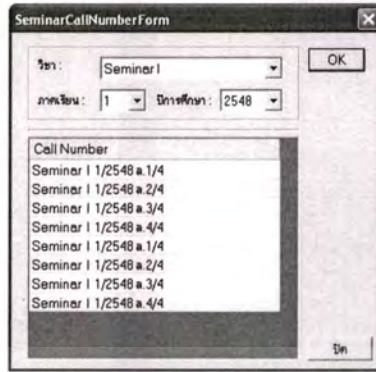 SeminarCallNumberForm
วิชา : Seminar I OK
ภาคเรียน : 1 ปีการศึกษา : 2548
Call Number
Seminar I 1/2548 ล.1/4
Seminar I 1/2548 ล.2/4
Seminar I 1/2548 ล.3/4
Seminar I 1/2548 ล.4/4
Seminar I 1/2548 ล.1/4
Seminar I 1/2548 ล.2/4
Seminar I 1/2548 ล.3/4
Seminar I 1/2548 ล.4/4
ปิด